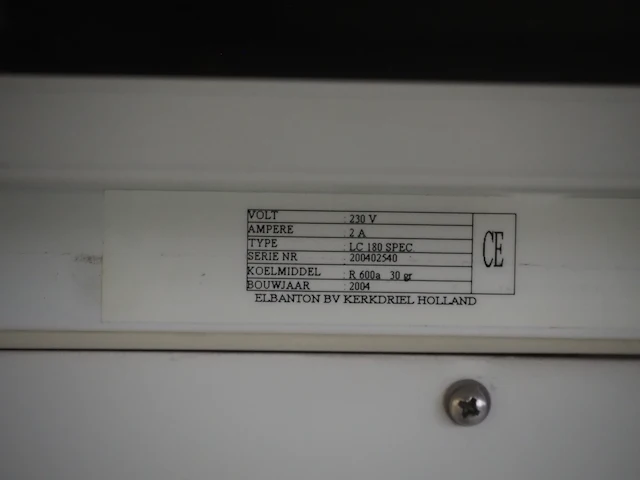 VOLT : 230 V
AMPERE : 2 A
TYPE : LC 180 SPEC
SERIE NR : 200402540
KOELMIDDEL : R 600a 30 gr
BOUWJAAR : 2004
CE
ELBANTON BV KERKDRIEL HOLLAND